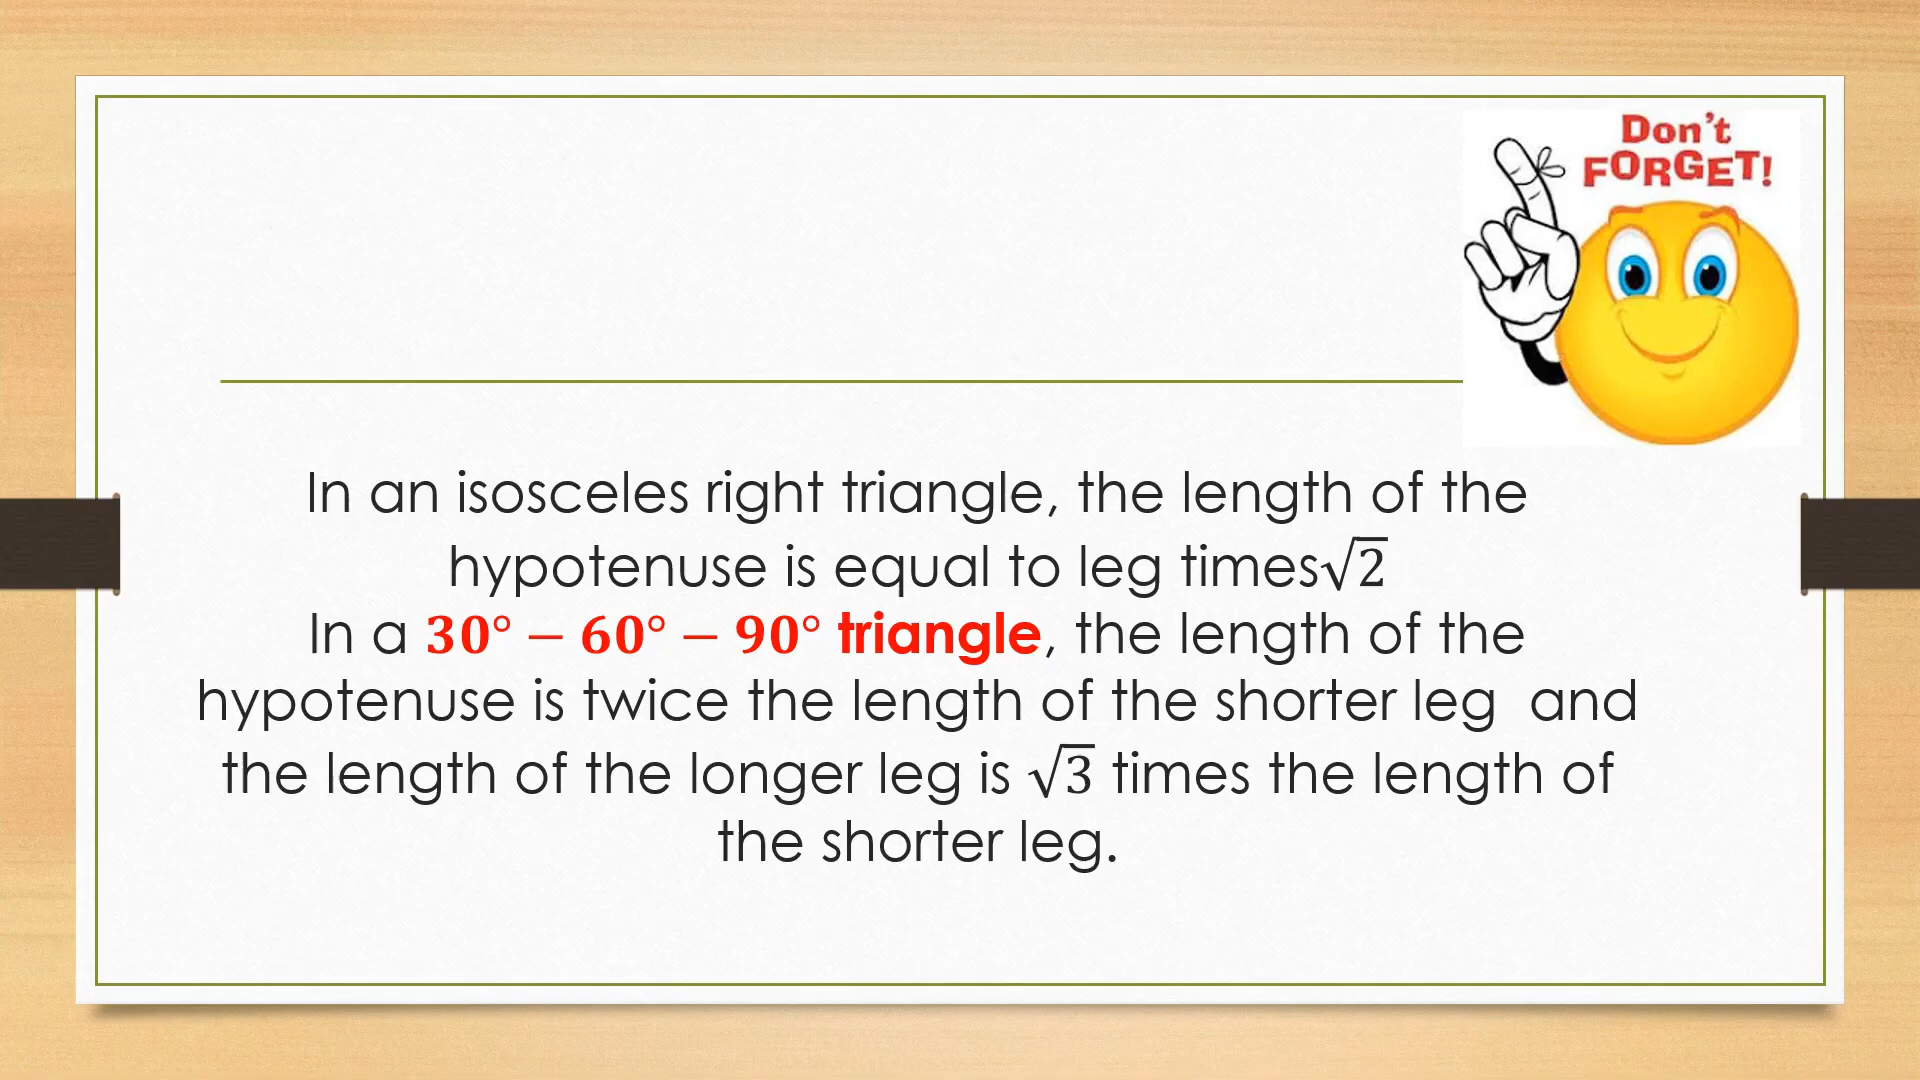 Don't
FORGET!
In an isosceles right triangle, the length of the
hypotenuse is equal to leg times√2
In a 30° − 60° − 90° triangle, the length of the
hypotenuse is twice the length of the shorter leg  and
the length of the longer leg is √3 times the length of
the shorter leg.